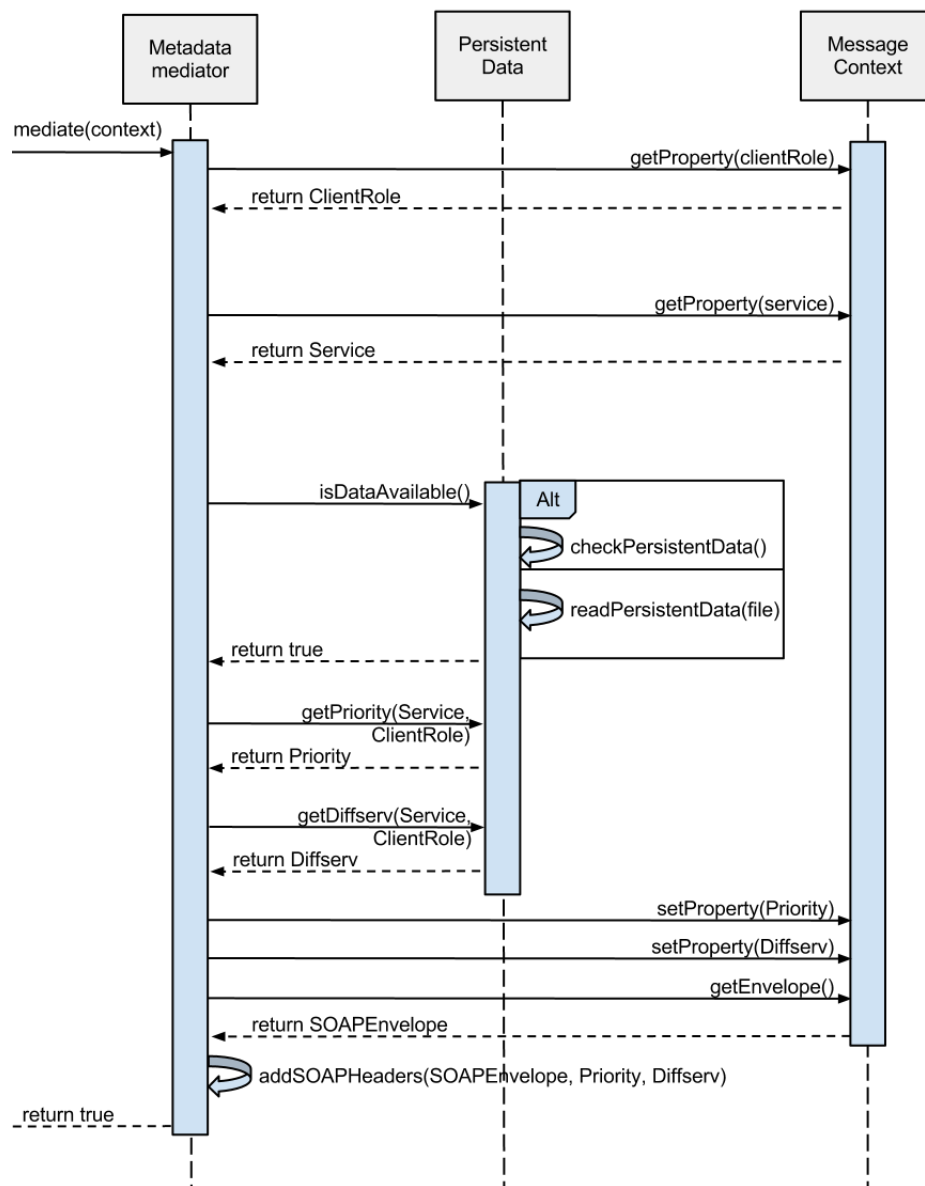 Metadada
mediator
Persistent
Data
Message
Context
mediate(context)
getProperty(clientRole)
return ClientRole
getProperty(service)
return Service
isDataAvailable()
Alt
checkPersistentData()
readPersistentData(file)
return true
getPriority(Service,
ClientRole)
return Priority
getDiffserv(Service,
ClientRole)
return Diffserv
setProperty(Priority)
setProperty(Diffserv)
getEnvelope()
return SOAPEnvelope
addSOAPHeaders(SOAPEnvelope, Priority, Diffserv)
return true